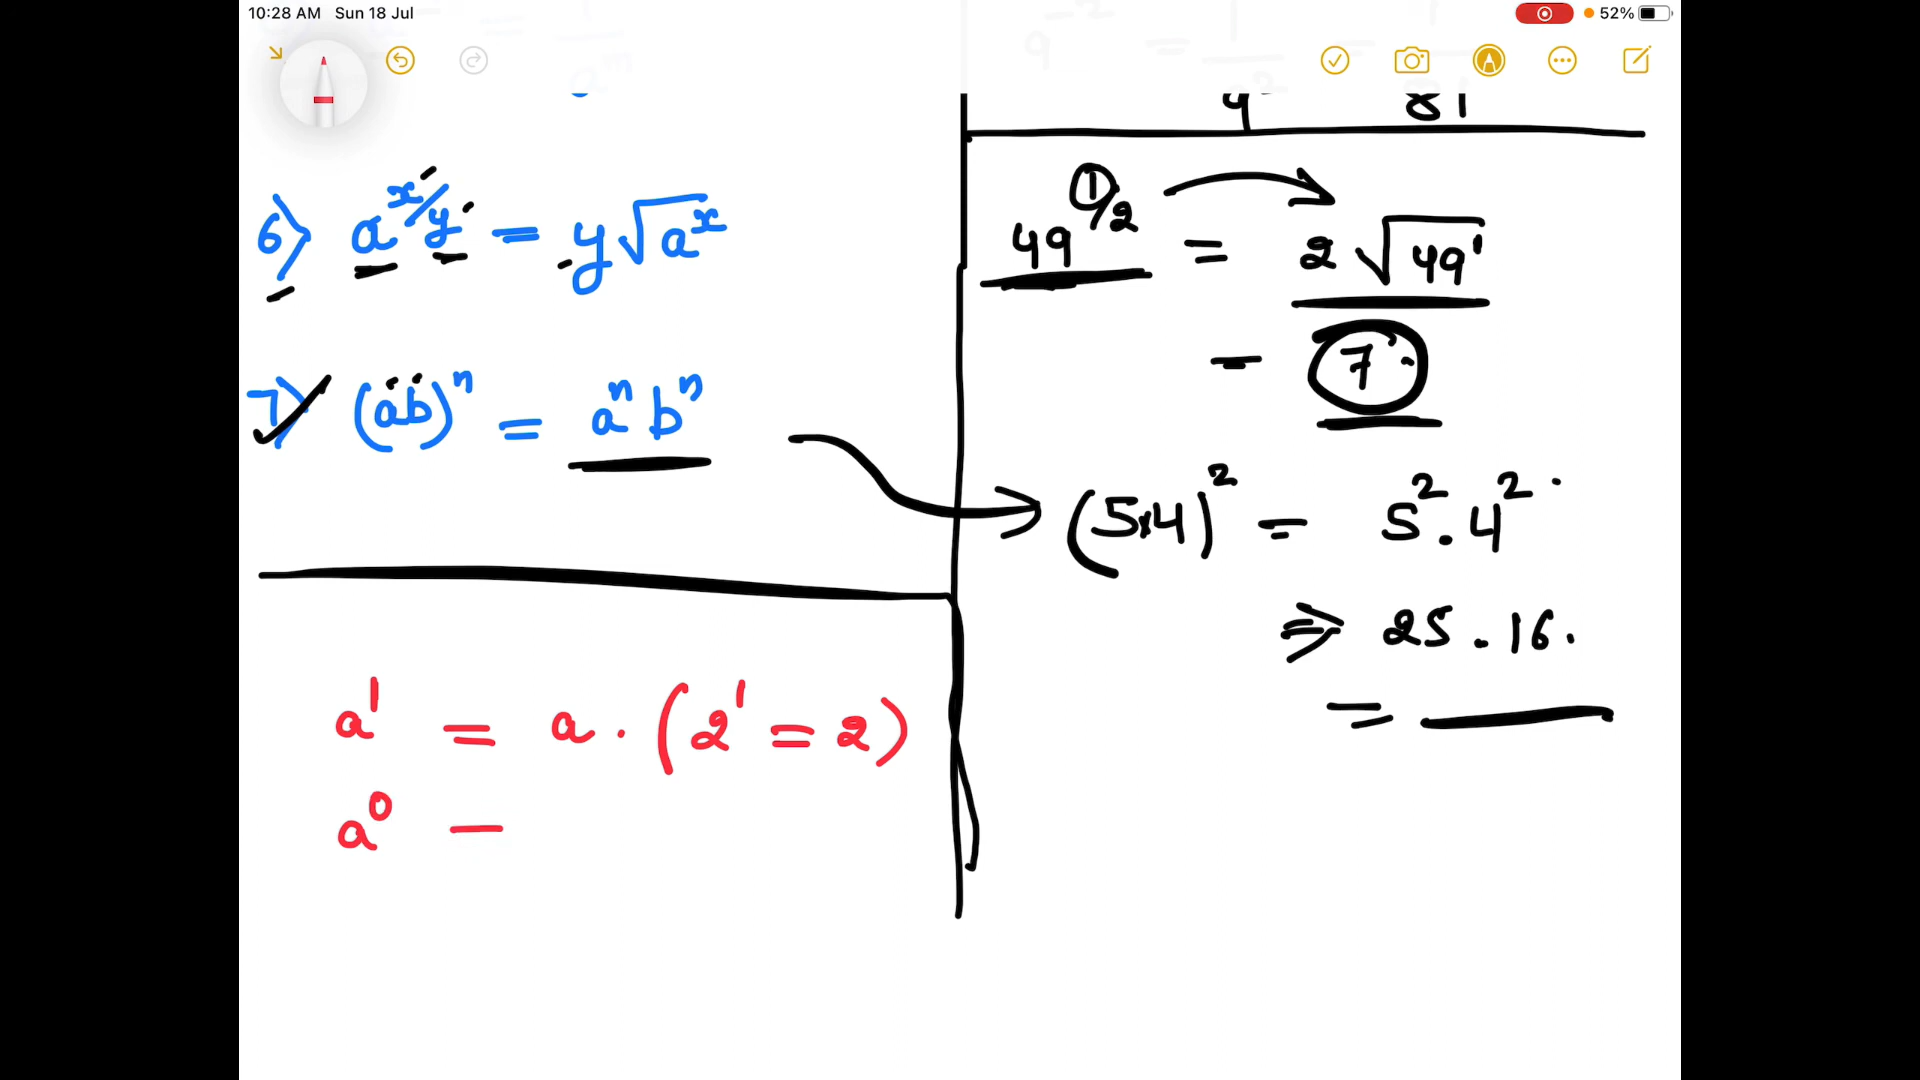 10:28 AM Sun 18 Jul
52%
6) a^x/y = y√a^x
7) (ab)^n = a^n b^n
a^1 = a . (2^1 = 2)
a^0 –
9 81
49^1/2 = 2√49^1
– 7
(5×4)^2 = 5^2 . 4^2
⇒ 25 . 16 .
=